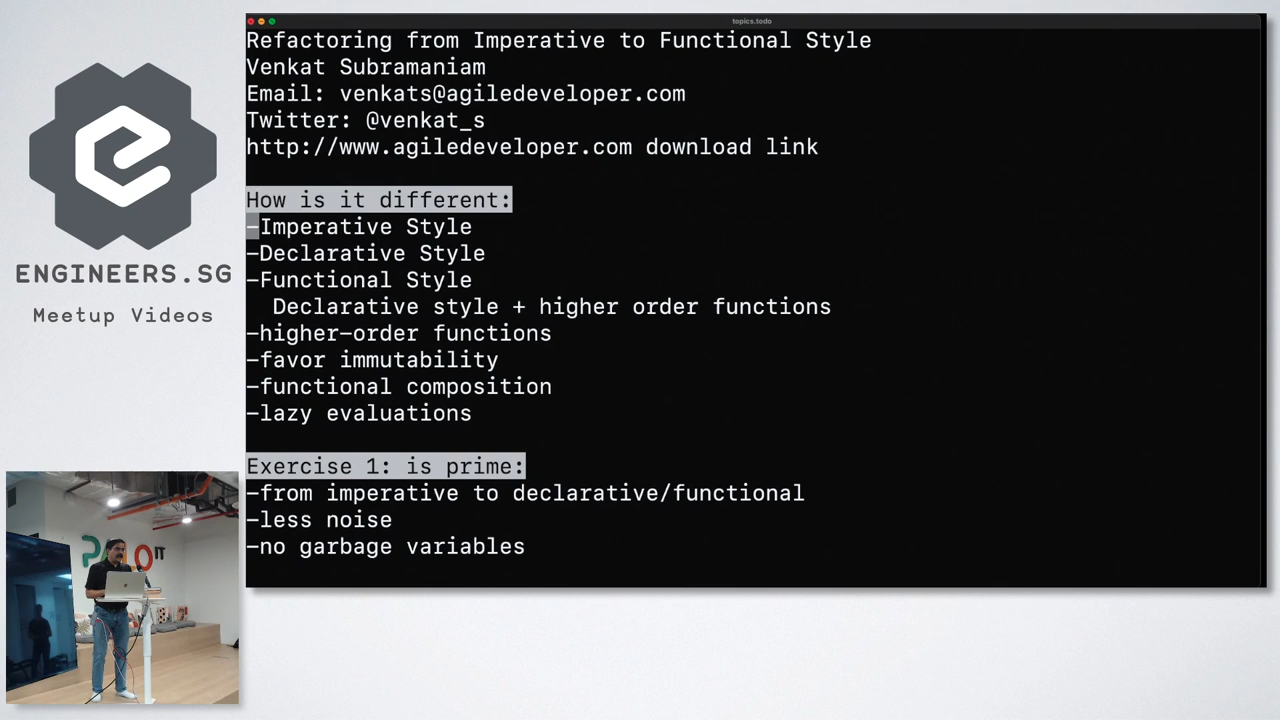 topics.todo
Refactoring from Imperative to Functional Style
Venkat Subramaniam
Email: venkats@agiledeveloper.com
Twitter: @venkat_s
http://www.agiledeveloper.com download link
How is it different:
-Imperative Style
-Declarative Style
-Functional Style
Declarative style + higher order functions
-higher-order functions
-favor immutability
-functional composition
-lazy evaluations
Exercise 1: is prime:
-from imperative to declarative/functional
-less noise
-no garbage variables
ENGINEERS.SG
Meetup Videos
PALO IT